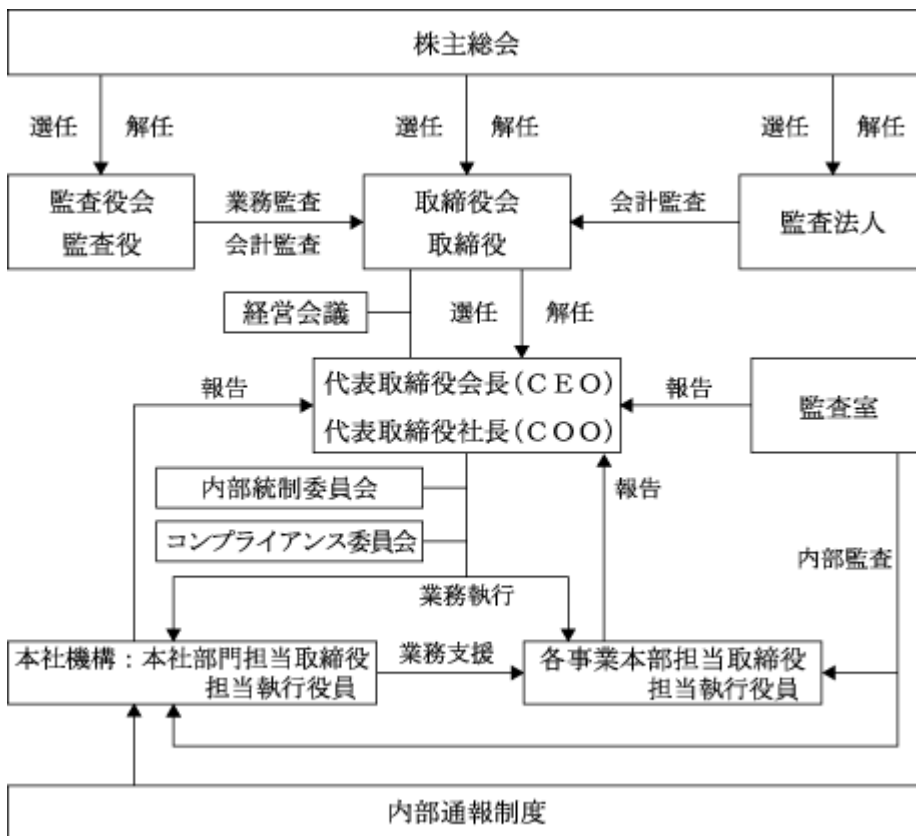 株主総会
選任 解任 選任 解任 選任 解任
監査役会
監査役
業務監査
会計監査
取締役会
取締役
会計監査
監査法人
経営会議
選任 解任
報告
代表取締役会長(CEO)
代表取締役社長(COO)
報告
監査室
内部統制委員会
報告
コンプライアンス委員会
内部監査
業務執行
本社機構:本社部門担当取締役
担当執行役員
業務支援
各事業本部担当取締役
担当執行役員
内部通報制度